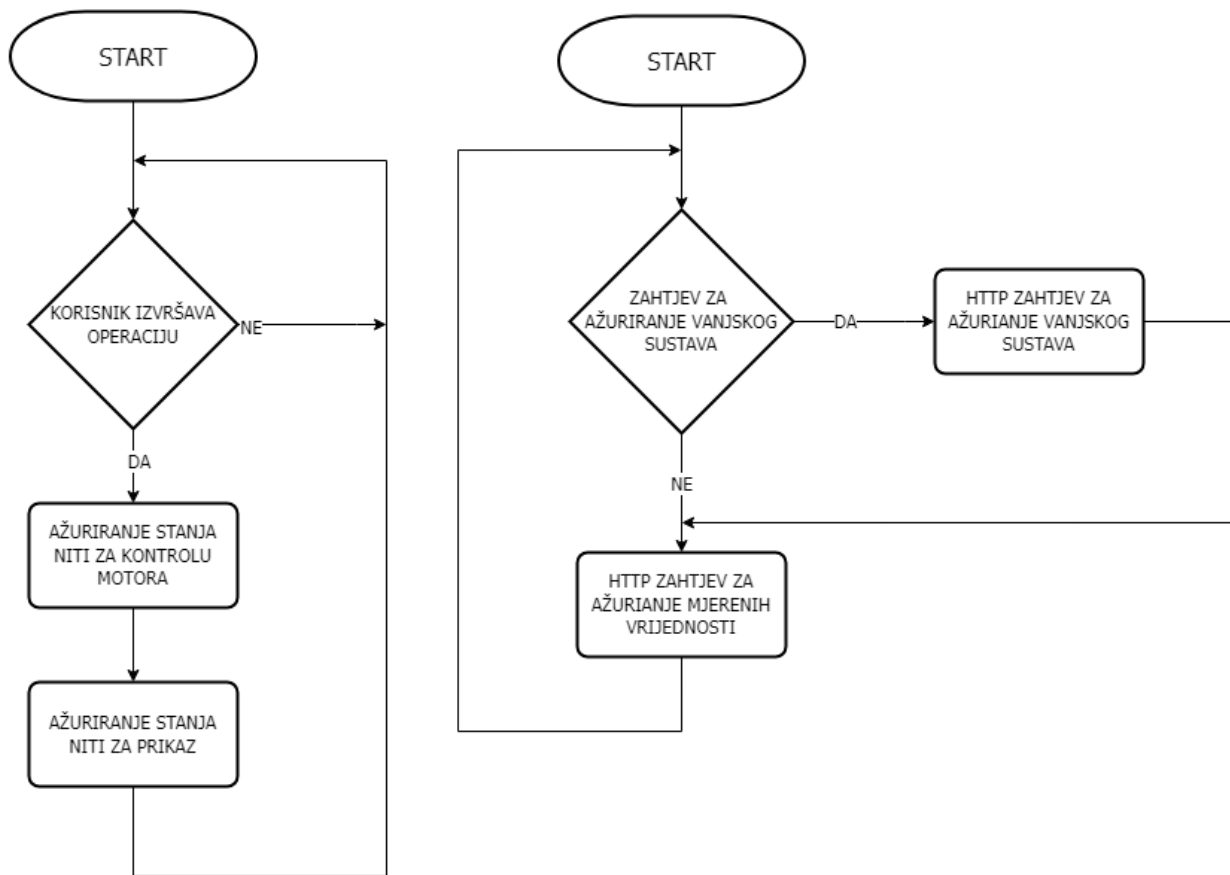 START
KORISNIK IZVRŠAVA
OPERACIJU
NE
DA
AŽURIRANJE STANJA
NITI ZA KONTROLU
MOTORA
AŽURIRANJE STANJA
NITI ZA PRIKAZ
START
ZAHTJEV ZA
AŽURIRANJE VANJSKOG
SUSTAVA
DA
HTTP ZAHTJEV ZA
AŽURIANJE VANJSKOG
SUSTAVA
NE
HTTP ZAHTJEV ZA
AŽURIANJE MJERENIH
VRIJEDNOSTI